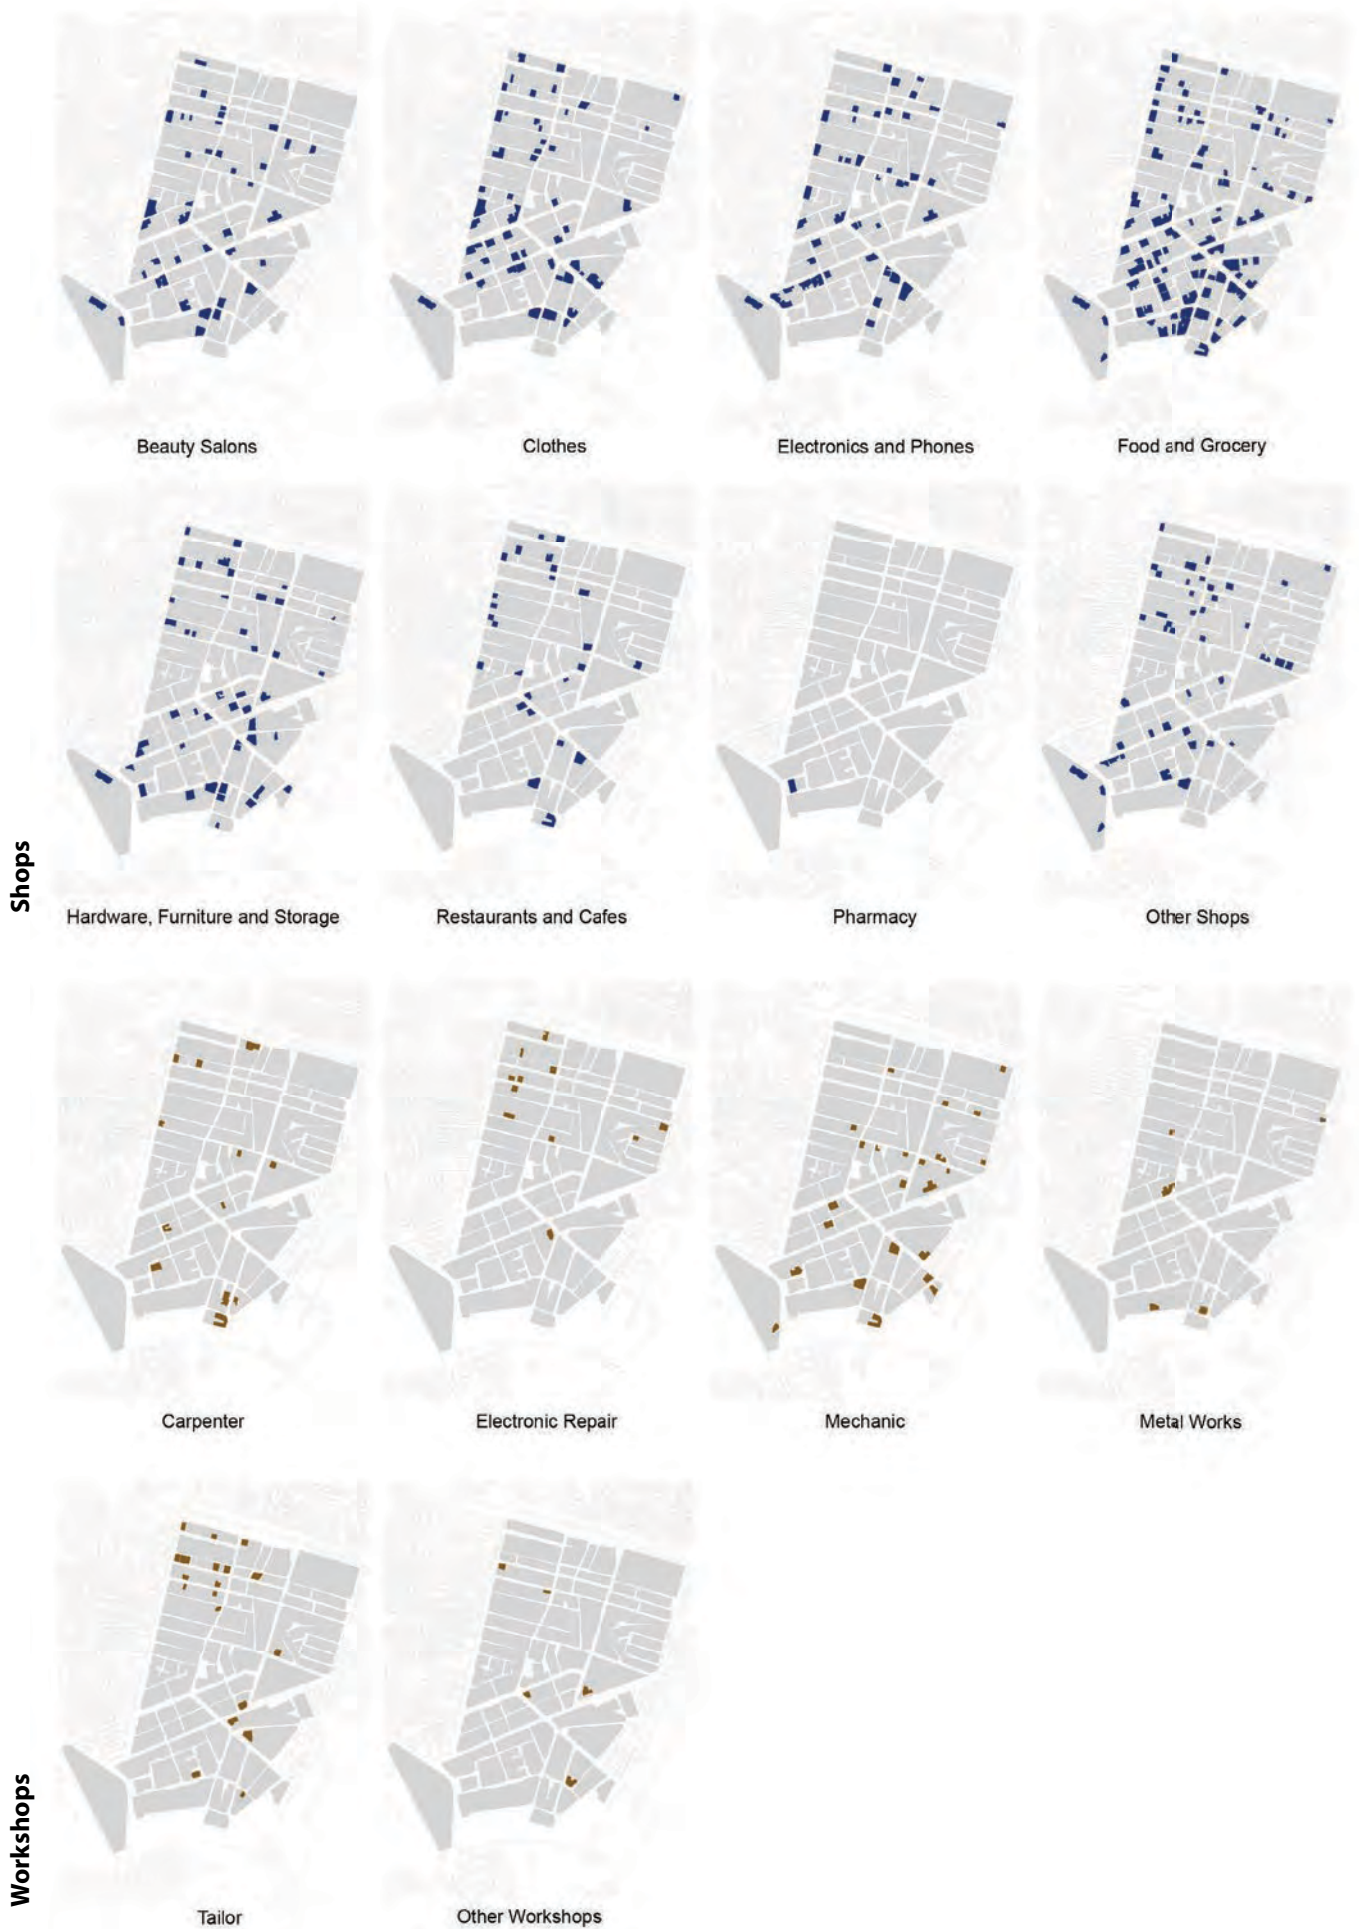 Beauty Salons
Clothes
Electronics and Phones
Food and Grocery
Shops
Hardware, Furniture and Storage
Restaurants and Cafes
Pharmacy
Other Shops
Carpenter
Electronic Repair
Mechanic
Metal Works
Workshops
Tailor
Other Workshops